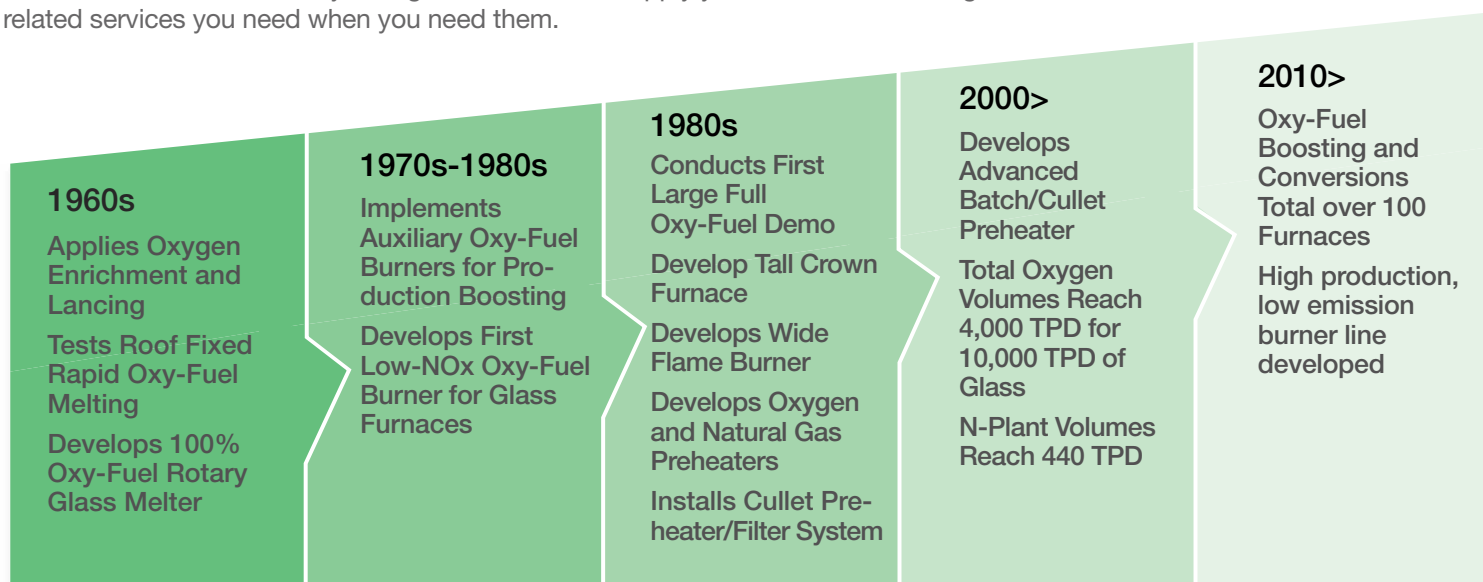 related services you need when you need them.
1960s
Applies Oxygen
Enrichment and
Lancing
Tests Roof Fixed
Rapid Oxy-Fuel
Melting
Develops 100%
Oxy-Fuel Rotary
Glass Melter
1970s-1980s
Implements
Auxiliary Oxy-Fuel
Burners for Pro-
duction Boosting
Develops First
Low-NOx Oxy-Fuel
Burner for Glass
Furnaces
1980s
Conducts First
Large Full
Oxy-Fuel Demo
Develop Tall Crown
Furnace
Develops Wide
Flame Burner
Develops Oxygen
and Natural Gas
Preheaters
Installs Cullet Pre-
heater/Filter System
2000>
Develops
Advanced
Batch/Cullet
Preheater
Total Oxygen
Volumes Reach
4,000 TPD for
10,000 TPD of
Glass
N-Plant Volumes
Reach 440 TPD
2010>
Oxy-Fuel
Boosting and
Conversions
Total over 100
Furnaces
High production,
low emission
burner line
developed